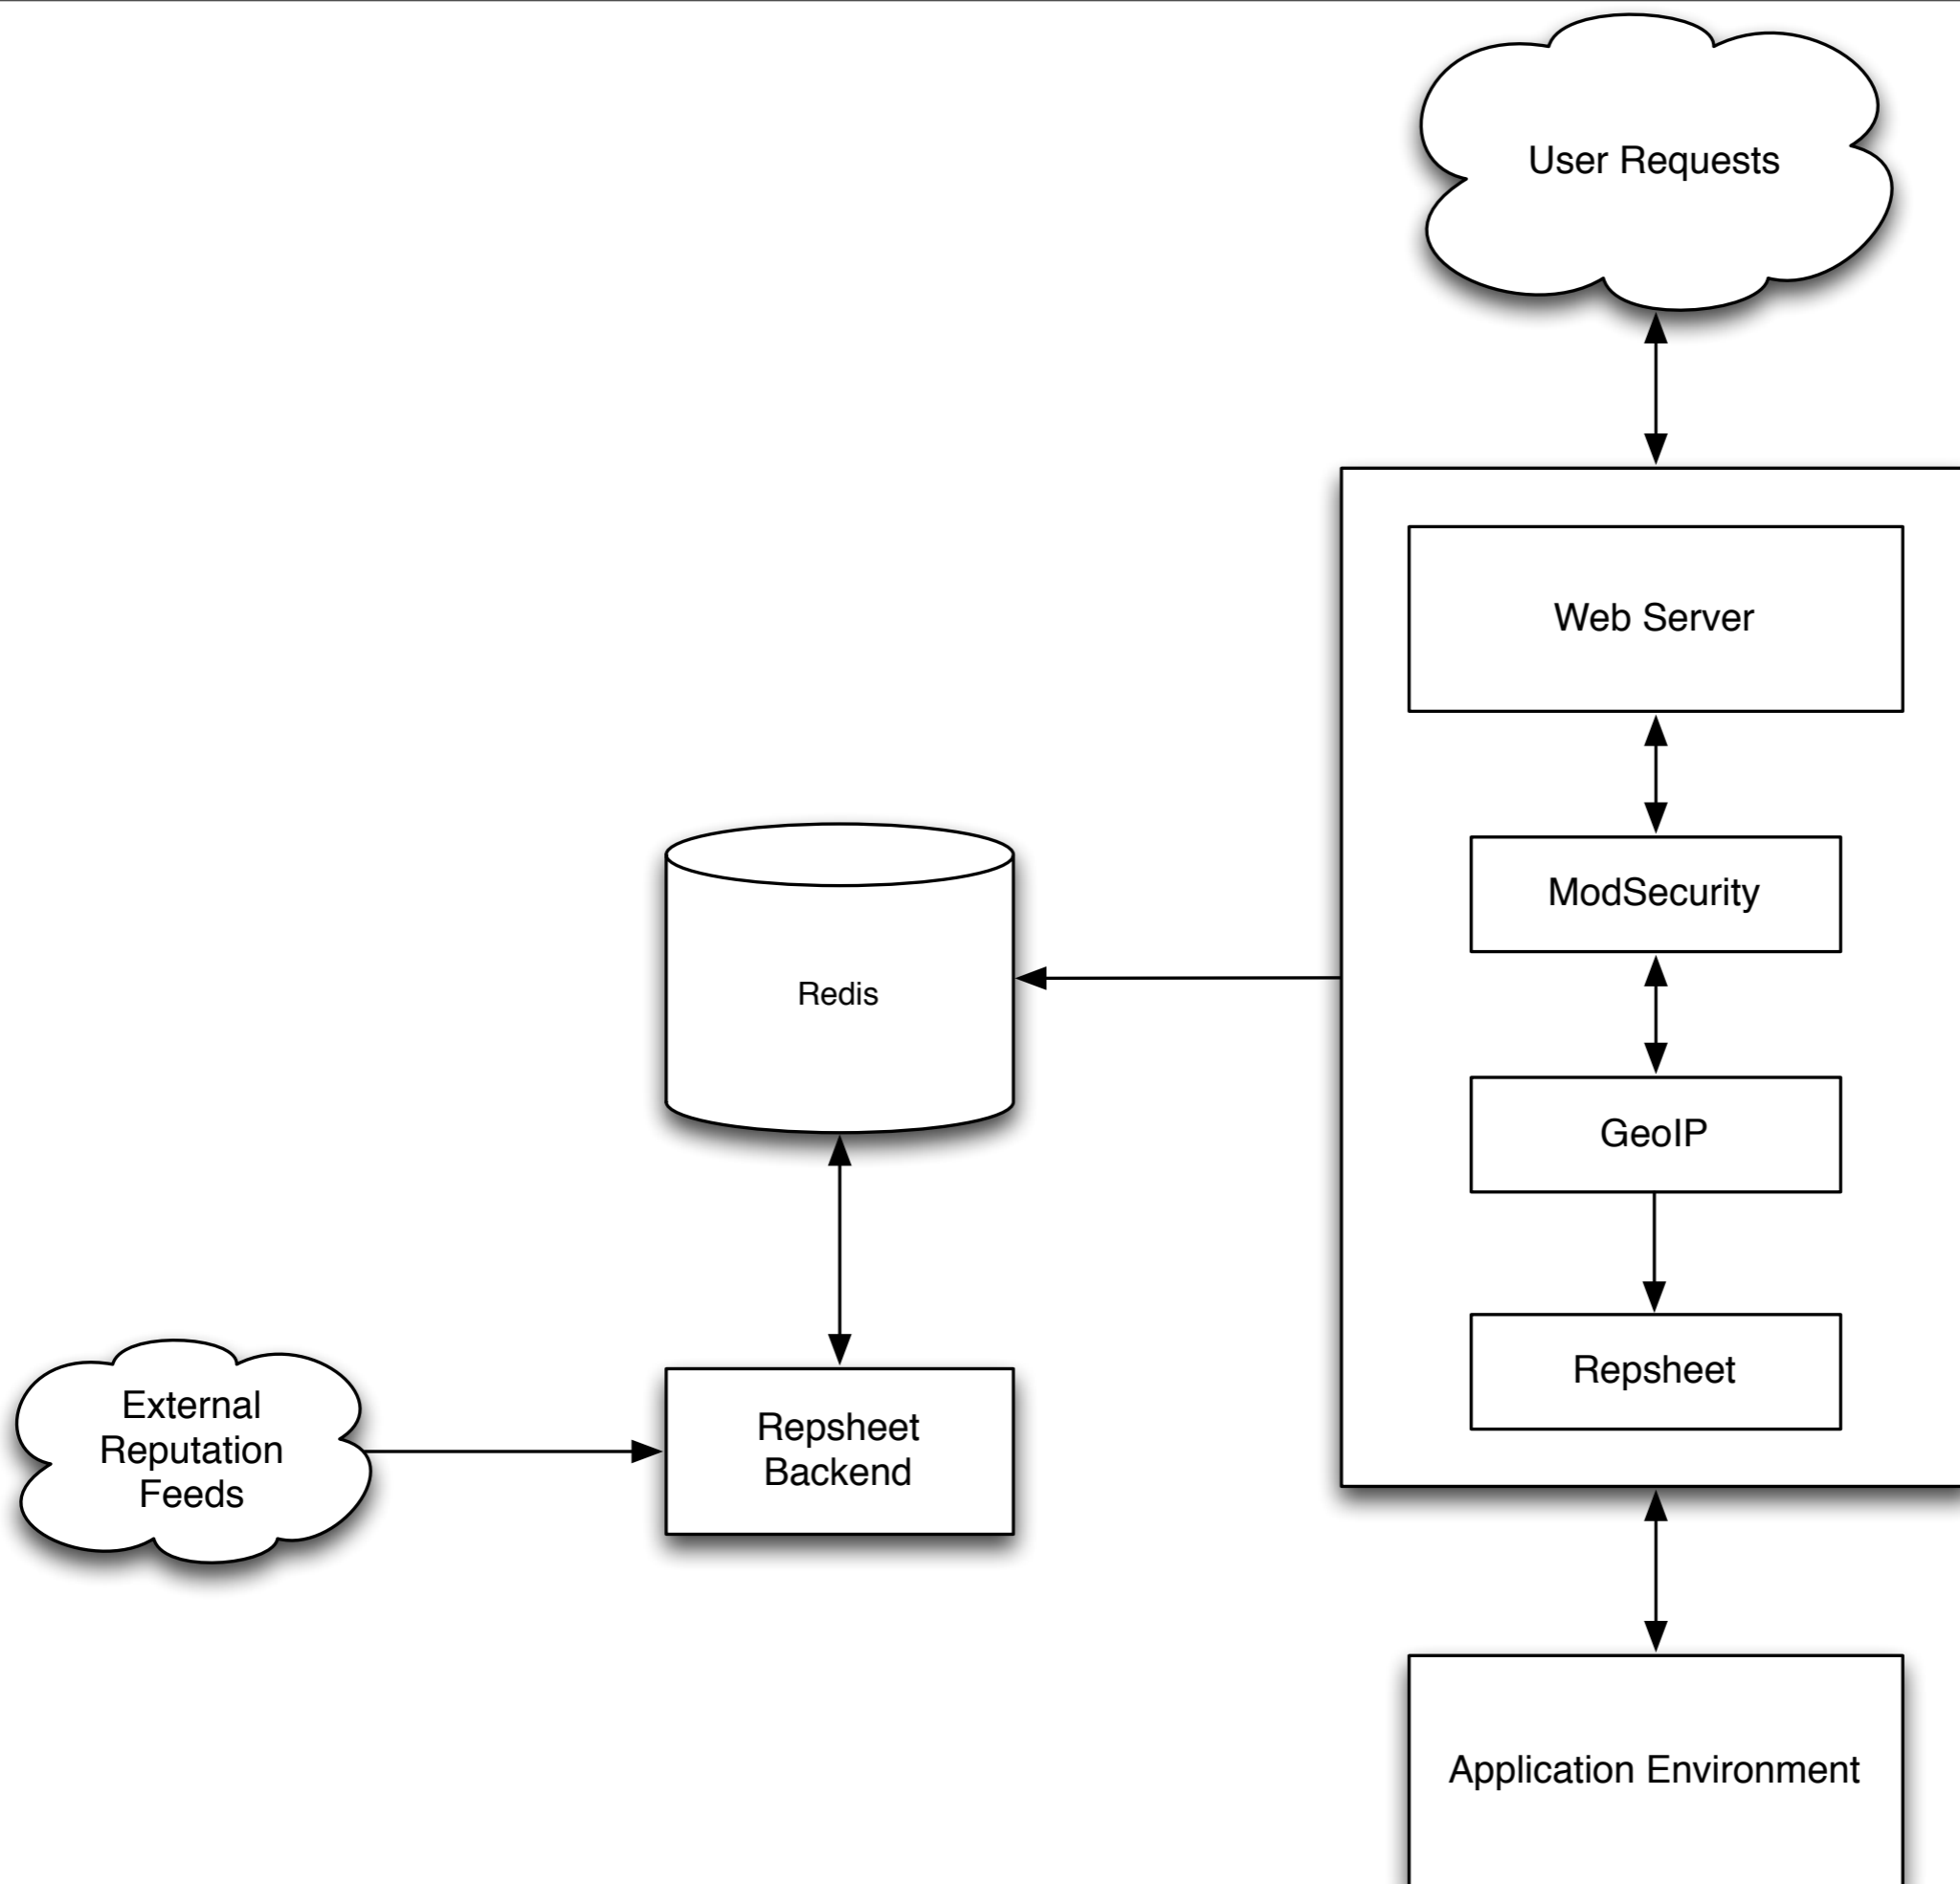 User Requests
Web Server
ModSecurity
Redis
GeoIP
Repsheet
External
Reputation
Feeds
Repsheet
Backend
Application Environment